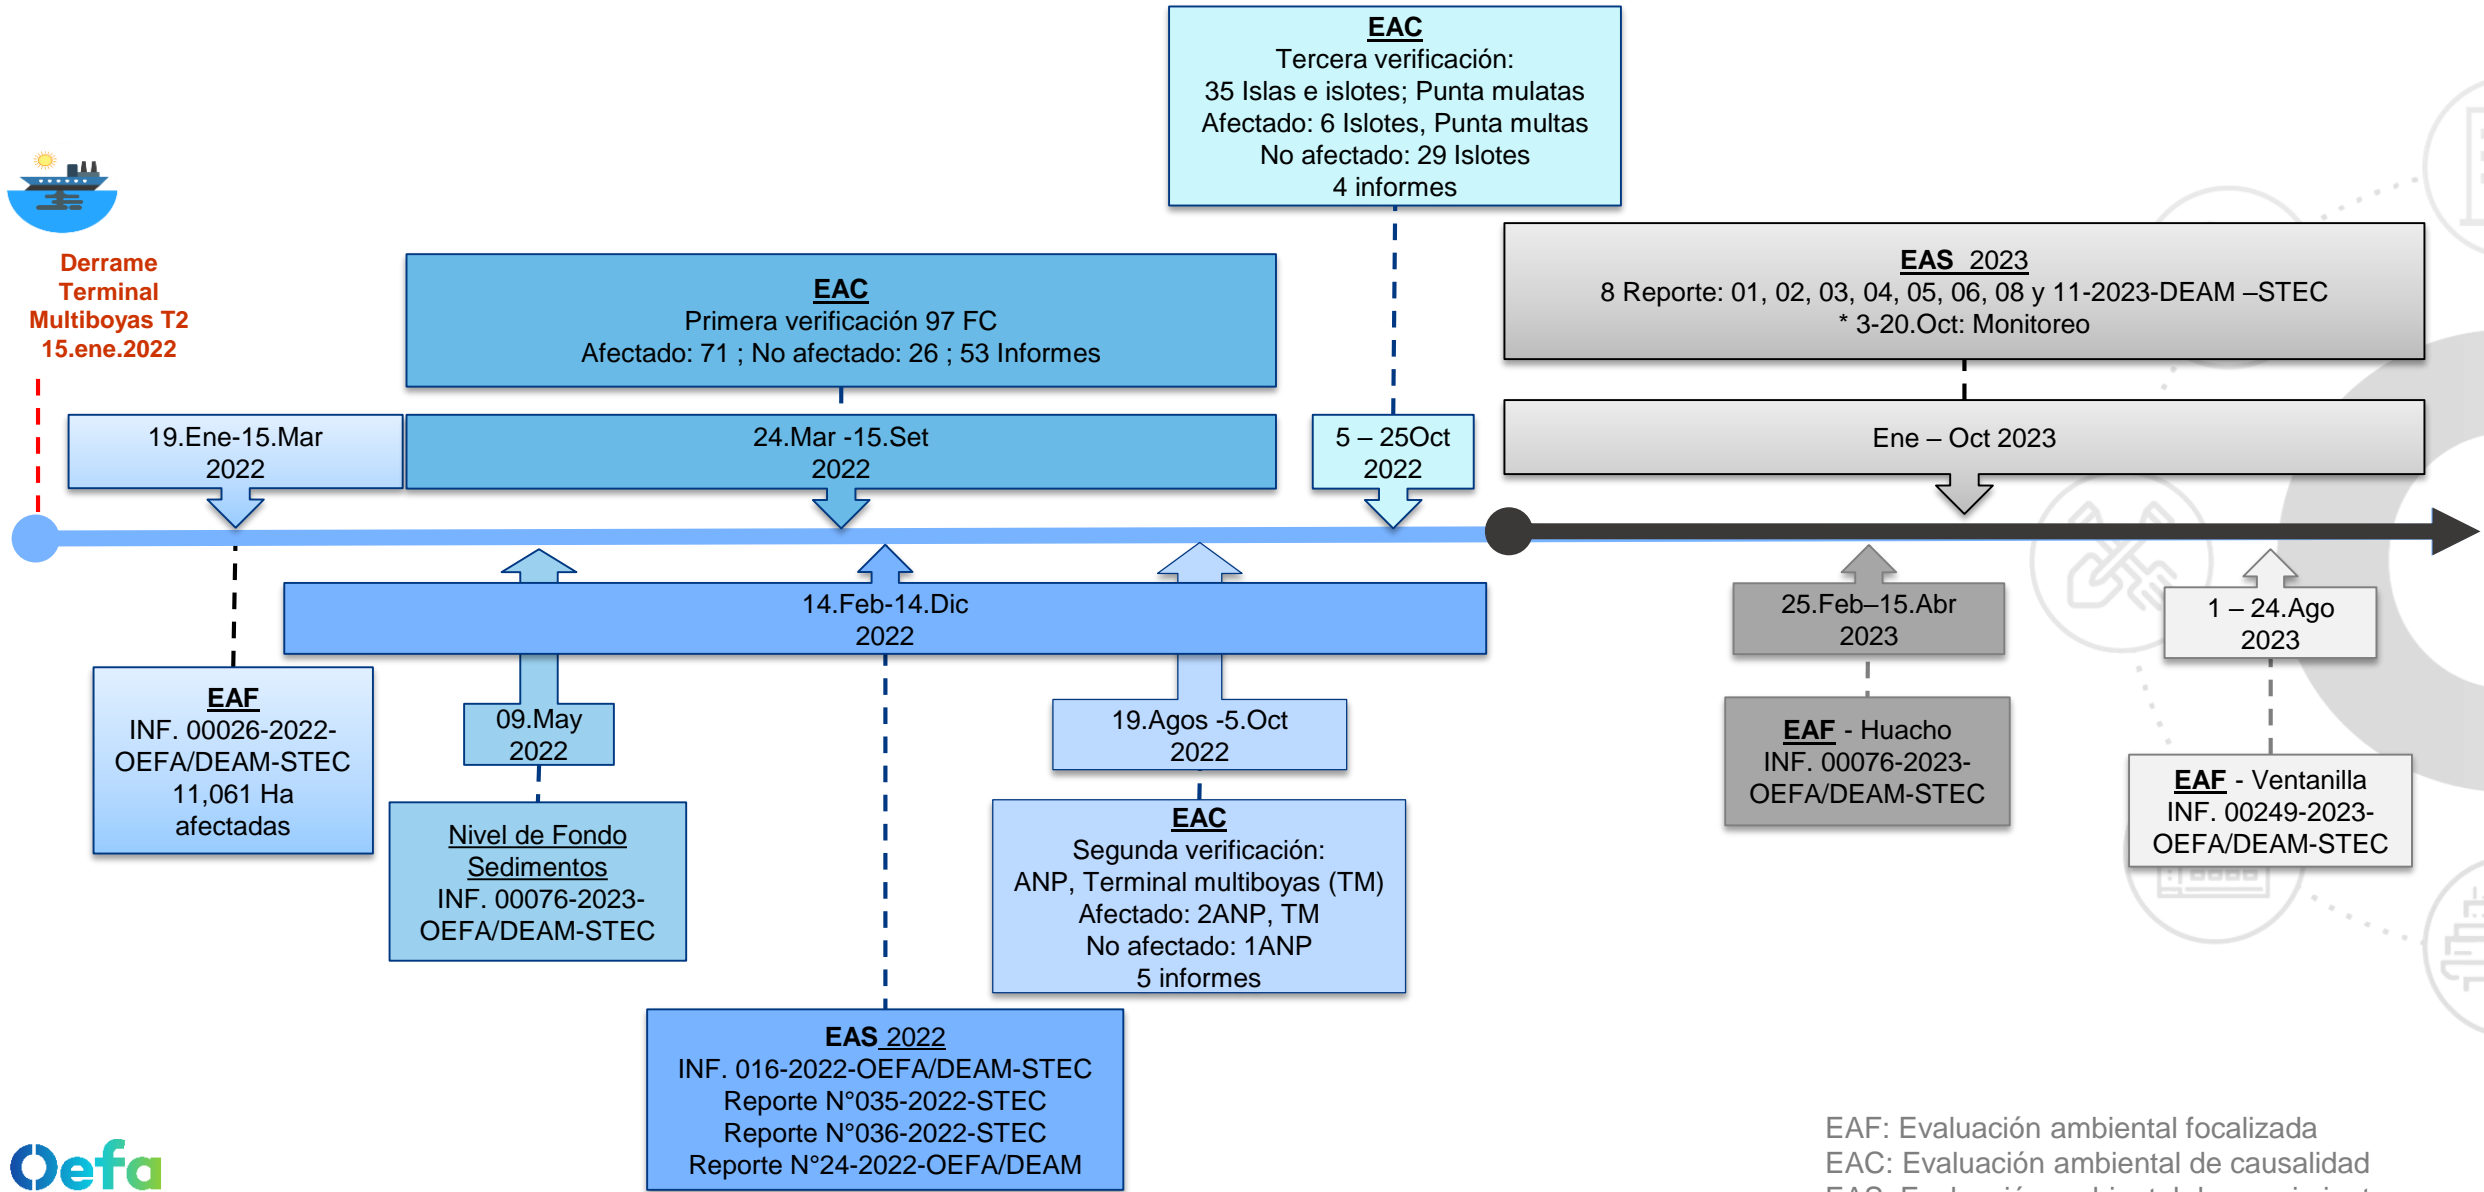 EAC
Tercera verificación:
35 Islas e islotes; Punta mulatas
Afectado: 6 Islotes, Punta multas
No afectado: 29 Islotes
4 informes
Derrame
Terminal
Multiboyas T2
15.ene.2022
EAC
Primera verificación 97 FC
Afectado: 71 ; No afectado: 26 ; 53 Informes
EAS 2023
8 Reporte: 01, 02, 03, 04, 05, 06, 08 y 11-2023-DEAM –STEC
* 3-20.Oct: Monitoreo
19.Ene-15.Mar
2022
24.Mar -15.Set
2022
5 – 25Oct
2022
Ene – Oct 2023
14.Feb-14.Dic
2022
25.Feb–15.Abr
2023
1 – 24.Ago
2023
EAF
INF. 00026-2022-
OEFA/DEAM-STEC
11,061 Ha
afectadas
09.May
2022
19.Agos -5.Oct
2022
EAF - Huacho
INF. 00076-2023-
OEFA/DEAM-STEC
EAF - Ventanilla
INF. 00249-2023-
OEFA/DEAM-STEC
Nivel de Fondo
Sedimentos
INF. 00076-2023-
OEFA/DEAM-STEC
EAC
Segunda verificación:
ANP, Terminal multiboyas (TM)
Afectado: 2ANP, TM
No afectado: 1ANP
5 informes
EAS 2022
INF. 016-2022-OEFA/DEAM-STEC
Reporte N°035-2022-STEC
Reporte N°036-2022-STEC
Reporte N°24-2022-OEFA/DEAM
Oefa
EAF: Evaluación ambiental focalizada
EAC: Evaluación ambiental de causalidad